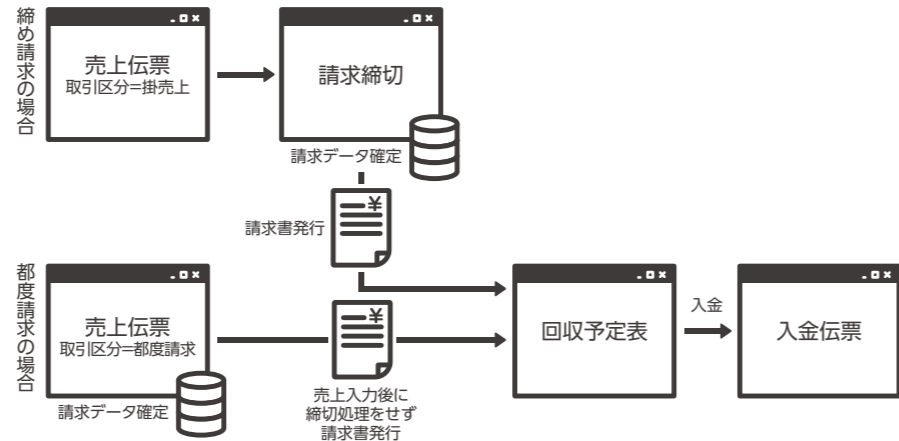 締め請求の場合
売上伝票
取引区分=掛売上
請求締切
請求データ確定
¥
請求書発行
都度請求の場合
売上伝票
取引区分=都度請求
請求データ確定
¥
売上入力後に
締切処理をせず
請求書発行
回収予定表
入金
入金伝票